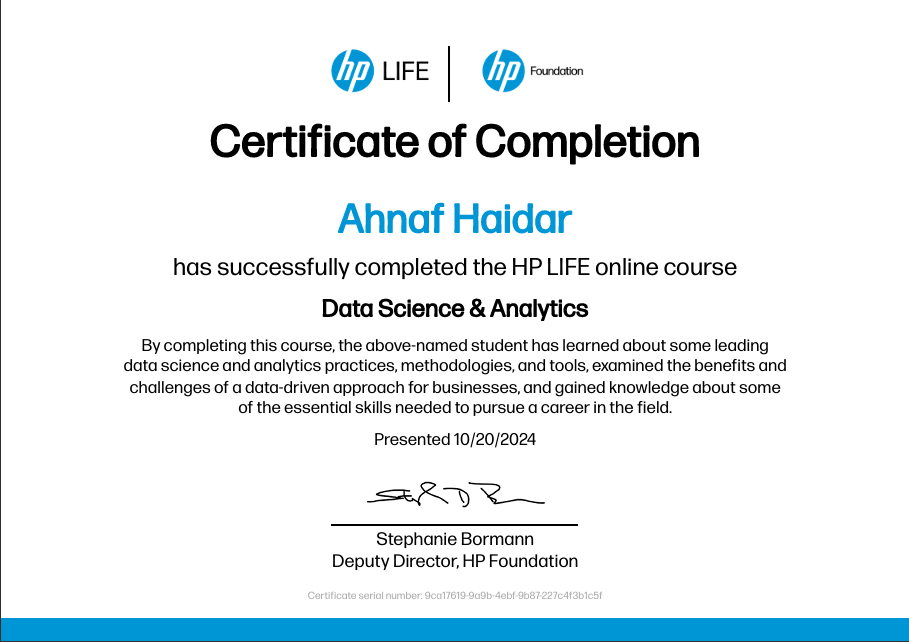 hp LIFE hp Foundation
Certificate of Completion
Ahnaf Haidar
has successfully completed the HP LIFE online course
Data Science & Analytics
By completing this course, the above-named student has learned about some leading
data science and analytics practices, methodologies, and tools, examined the benefits and
challenges of a data-driven approach for businesses, and gained knowledge about some
of the essential skills needed to pursue a career in the field.
Presented 10/20/2024
Stephanie Bormann
Deputy Director, HP Foundation
Certificate serial number: 9ca17619-9a9b-4ebf-9b87-227c4f3b1c5f